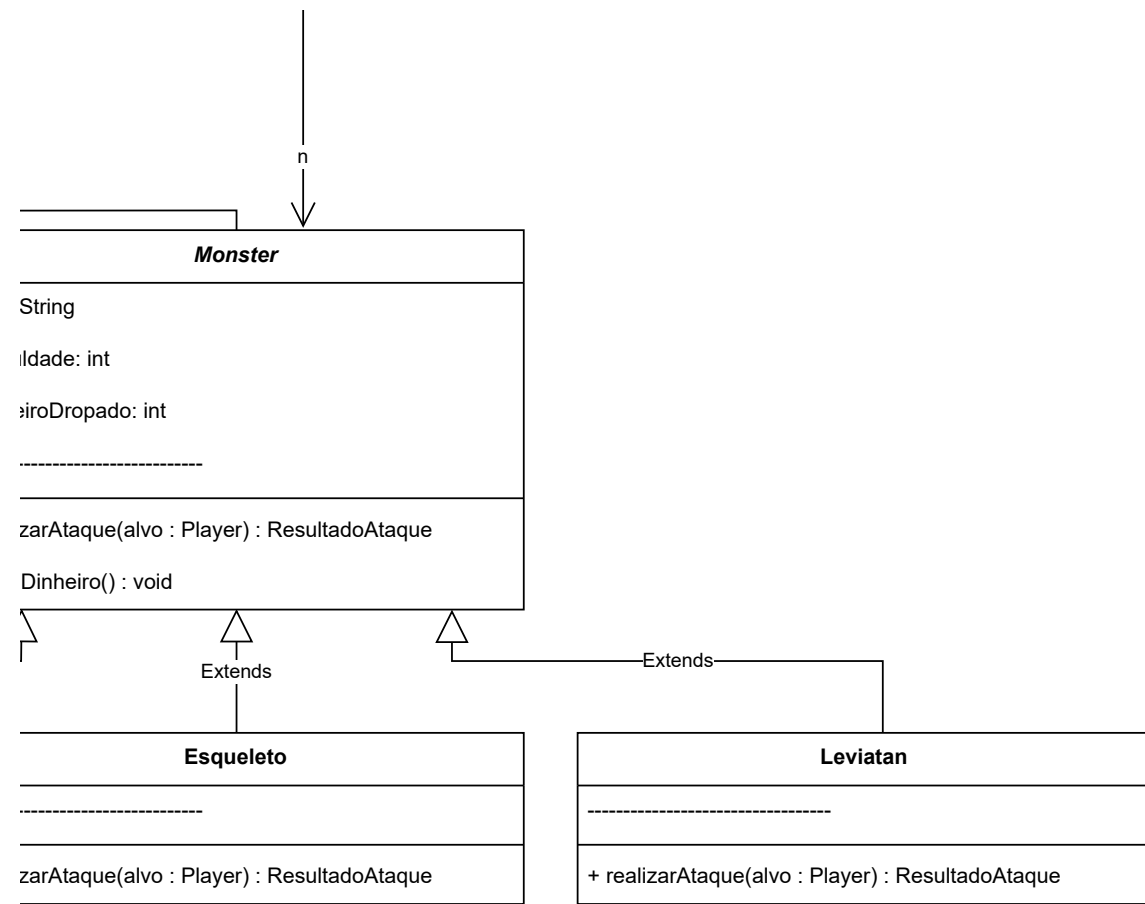 n
Monster
String
ldade: int
eiroDropado: int
---------------------------
zarAtaque(alvo : Player) : ResultadoAtaque
Dinheiro() : void
Extends
Extends
Esqueleto
Leviatan
---------------------------
----------------------------------
zarAtaque(alvo : Player) : ResultadoAtaque
+ realizarAtaque(alvo : Player) : ResultadoAtaque